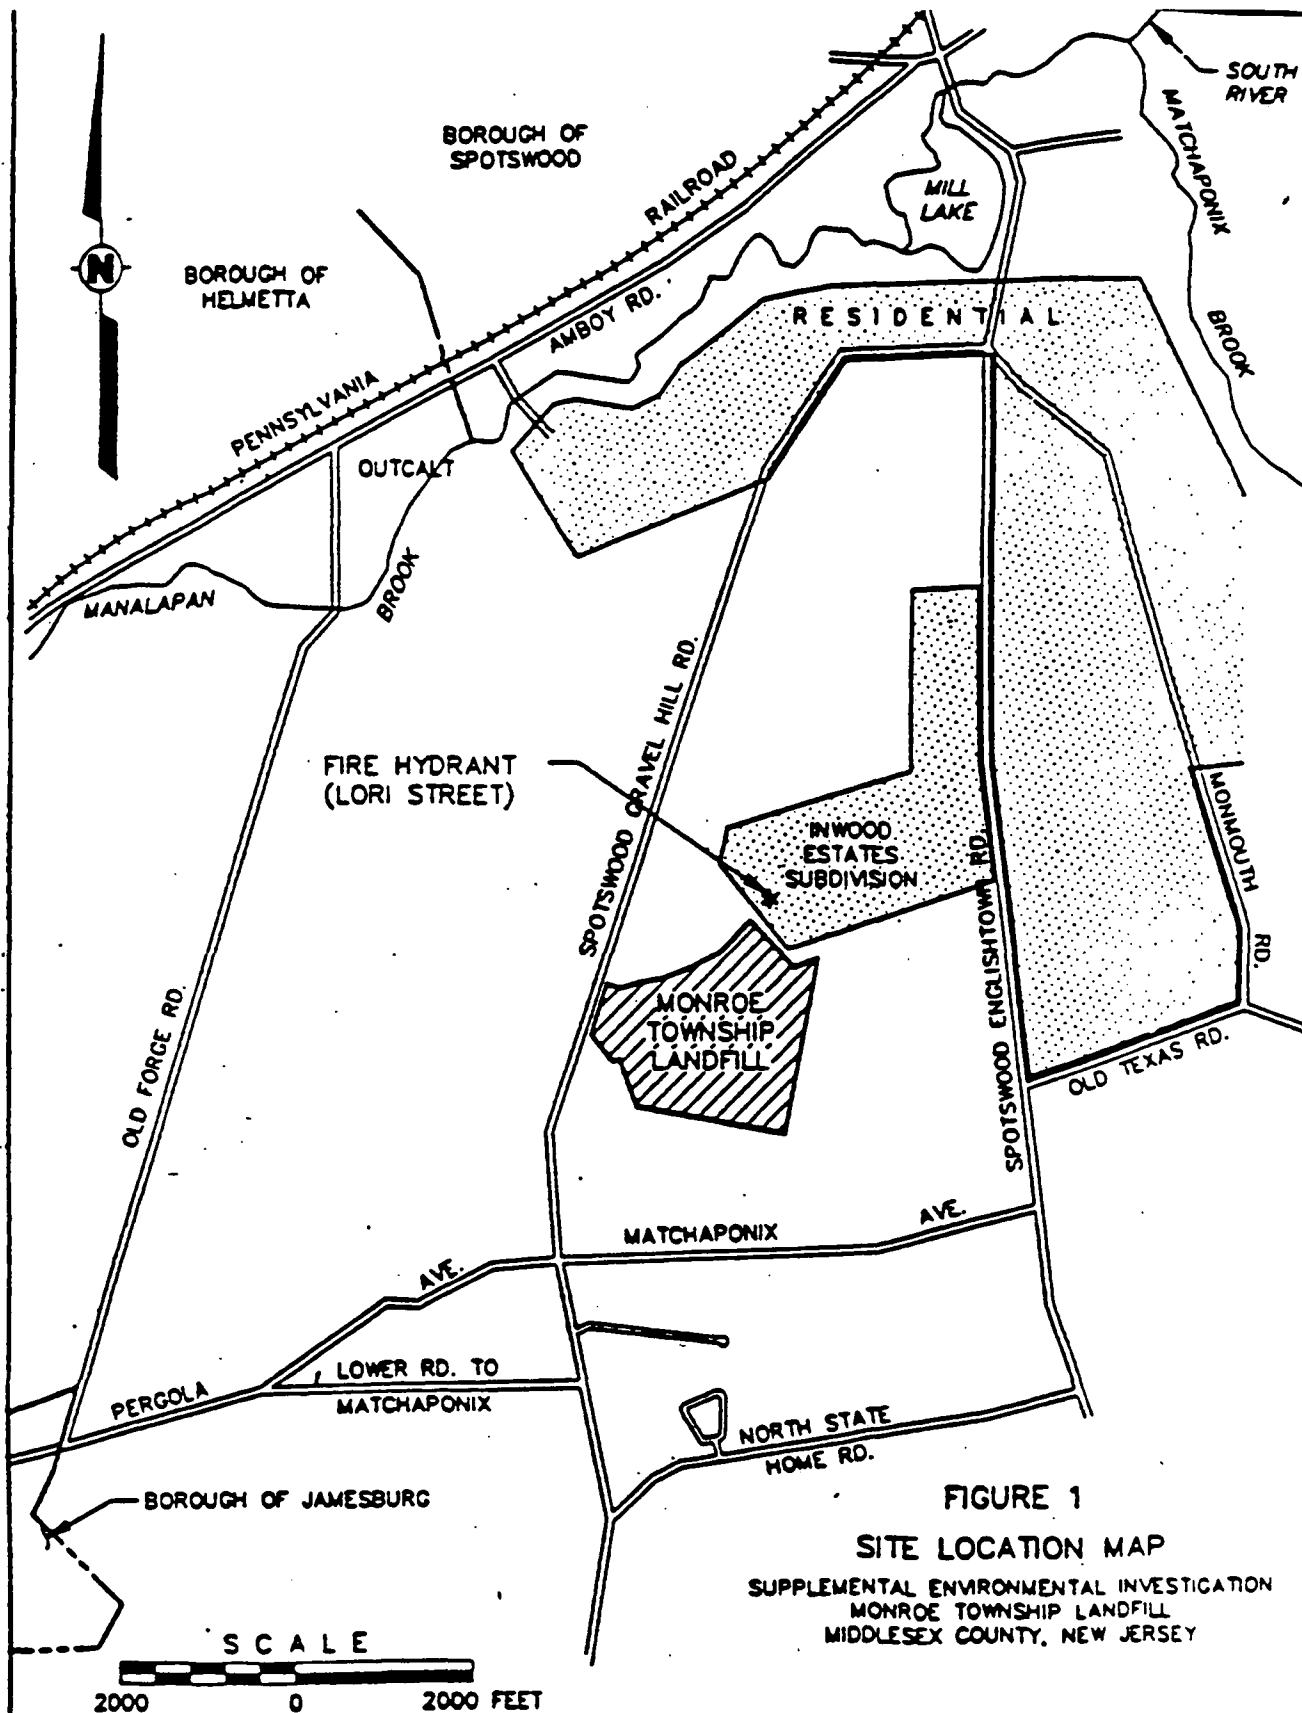 SOUTH
RIVER
MATCHAPONIX
BROOK
BOROUGH OF
SPOTSWOOD
RAILROAD
MILL
LAKE
N
BOROUGH OF
HELMETTA
AMBOY RD.
RESIDENTIAL
PENNSYLVANIA
OUTCALT
MANALAPAN
BROOK
SPOTSWOOD GRAVEL HILL RD.
FIRE HYDRANT
(LORI STREET)
INWOOD
ESTATES
SUBDIVISION
MONMOUTH
RD.
SPOTSWOOD ENGLISHTOWN RD.
MONROE
TOWNSHIP
LANDFILL
OLD FORGE RD.
OLD TEXAS RD.
MATCHAPONIX
AVE.
AVE.
PERGOLA
LOWER RD. TO
MATCHAPONIX
NORTH STATE
HOME RD.
BOROUGH OF JAMESBURG
FIGURE 1
SITE LOCATION MAP
SUPPLEMENTAL ENVIRONMENTAL INVESTIGATION
MONROE TOWNSHIP LANDFILL
MIDDLESEX COUNTY, NEW JERSEY
SCALE
2000 0 2000 FEET